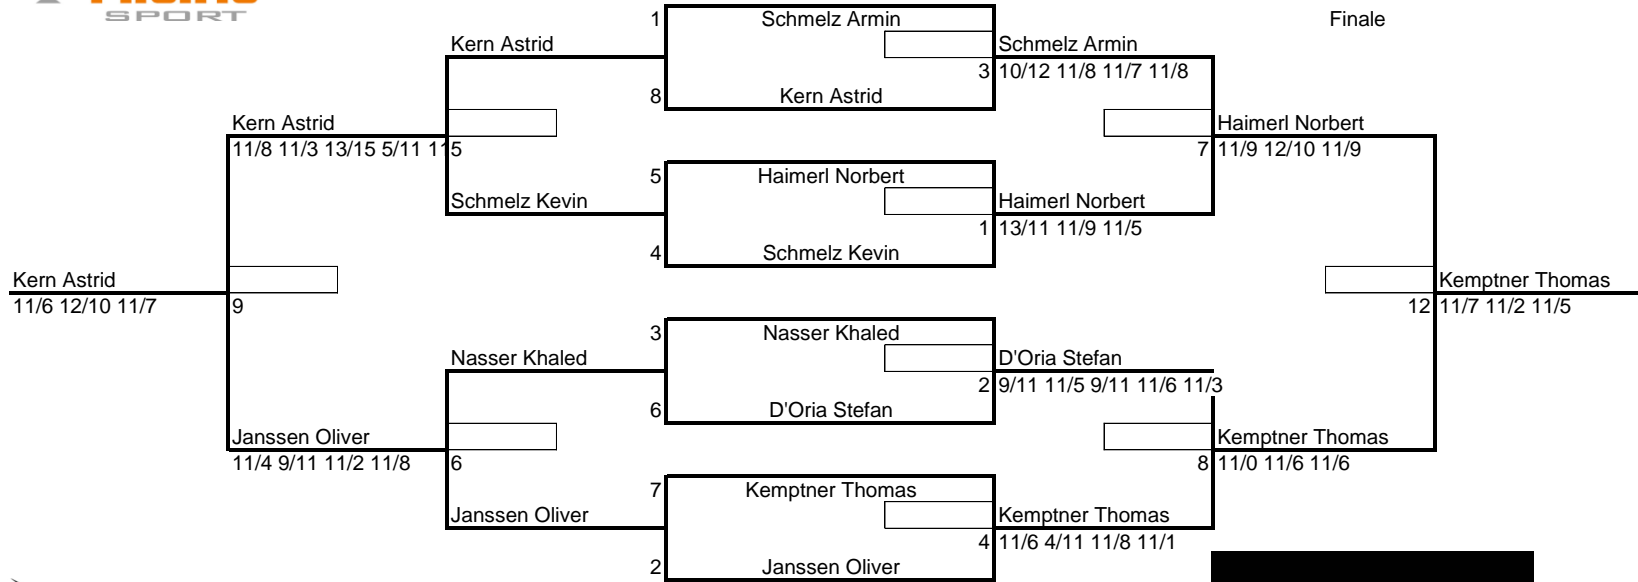 SPORT
1 Schmelz Armin Finale
Kern Astrid Schmelz Armin
3 10/12 11/8 11/7 11/8
8 Kern Astrid
Kern Astrid Haimerl Norbert
11/8 11/3 13/15 5/11 115 7 11/9 12/10 11/9
5 Haimerl Norbert
Schmelz Kevin Haimerl Norbert
1 13/11 11/9 11/5
4 Schmelz Kevin
Kern Astrid Kemptner Thomas
11/6 12/10 11/7 9 12 11/7 11/2 11/5
3 Nasser Khaled
Nasser Khaled D'Oria Stefan
2 9/11 11/5 9/11 11/6 11/3
6 D'Oria Stefan
Janssen Oliver Kemptner Thomas
11/4 9/11 11/2 11/8 6 8 11/0 11/6 11/6
7 Kemptner Thomas
Janssen Oliver Kemptner Thomas
4 11/6 4/11 11/8 11/1
2 Janssen Oliver